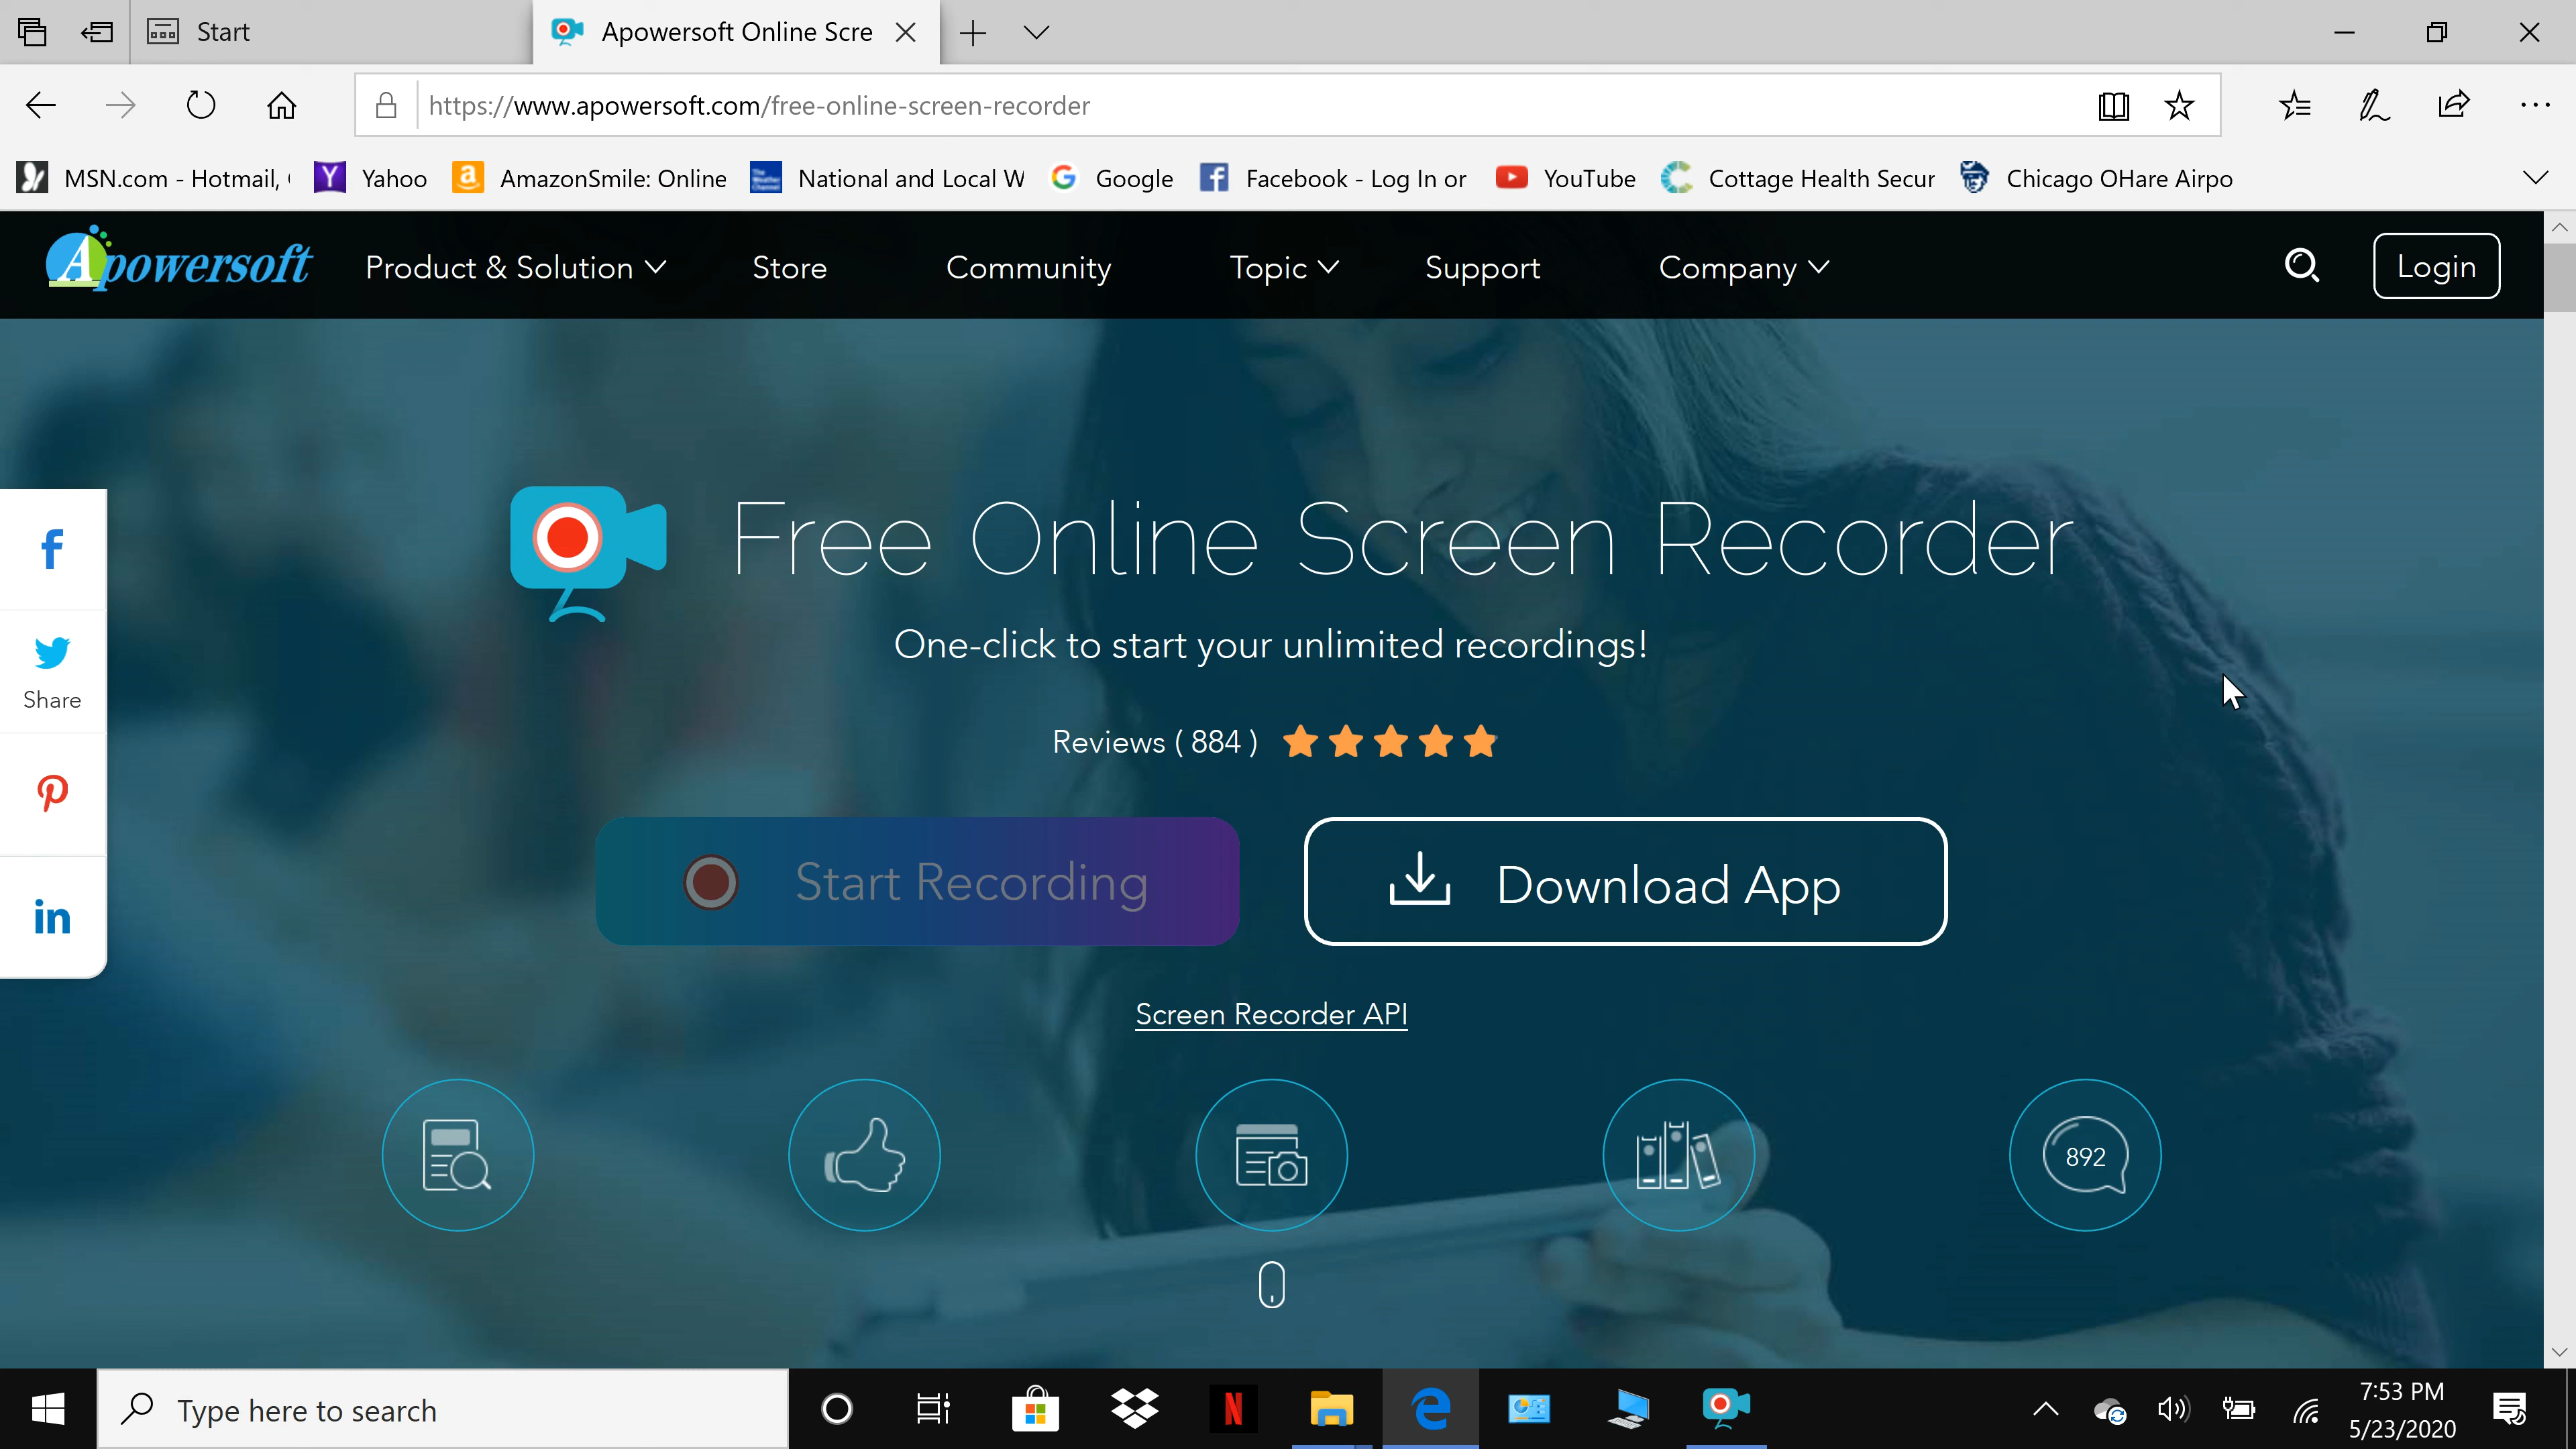 Start
Apowersoft Online Scre
https://www.apowersoft.com/free-online-screen-recorder
MSN.com - Hotmail,
Yahoo
AmazonSmile: Online
National and Local W
Google
Facebook - Log In or
YouTube
Cottage Health Secur
Chicago OHare Airpo
Apowersoft
Product & Solution
Store
Community
Topic
Support
Company
Login
Free Online Screen Recorder
One-click to start your unlimited recordings!
Reviews ( 884 )
Share
Start Recording
Download App
Screen Recorder API
892
Type here to search
7:53 PM
5/23/2020